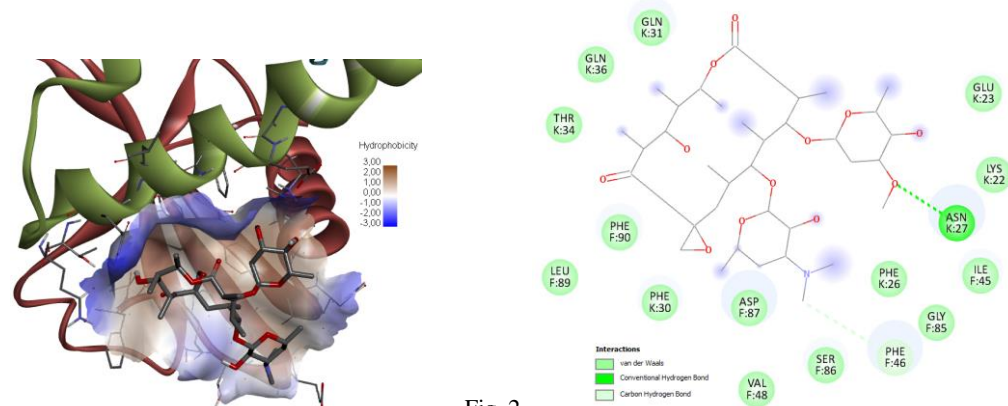 Hydrophobicity
3,00
2,00
1,00
0,00
-1,00
-2,00
-3,00
GLN
K:31
GLN
K:36
THR
K:34
GLU
K:23
LYS
K:22
ASN
K:27
PHE
F:90
LEU
F:89
PHE
K:30
ASP
F:87
PHE
K:26
ILE
F:45
GLY
F:85
SER
F:86
PHE
F:46
VAL
F:48
O
O
O
O
O
O
O
O
O
O
O
O
O
N
Interactions
van der Waals
Conventional Hydrogen Bond
Carbon Hydrogen Bond